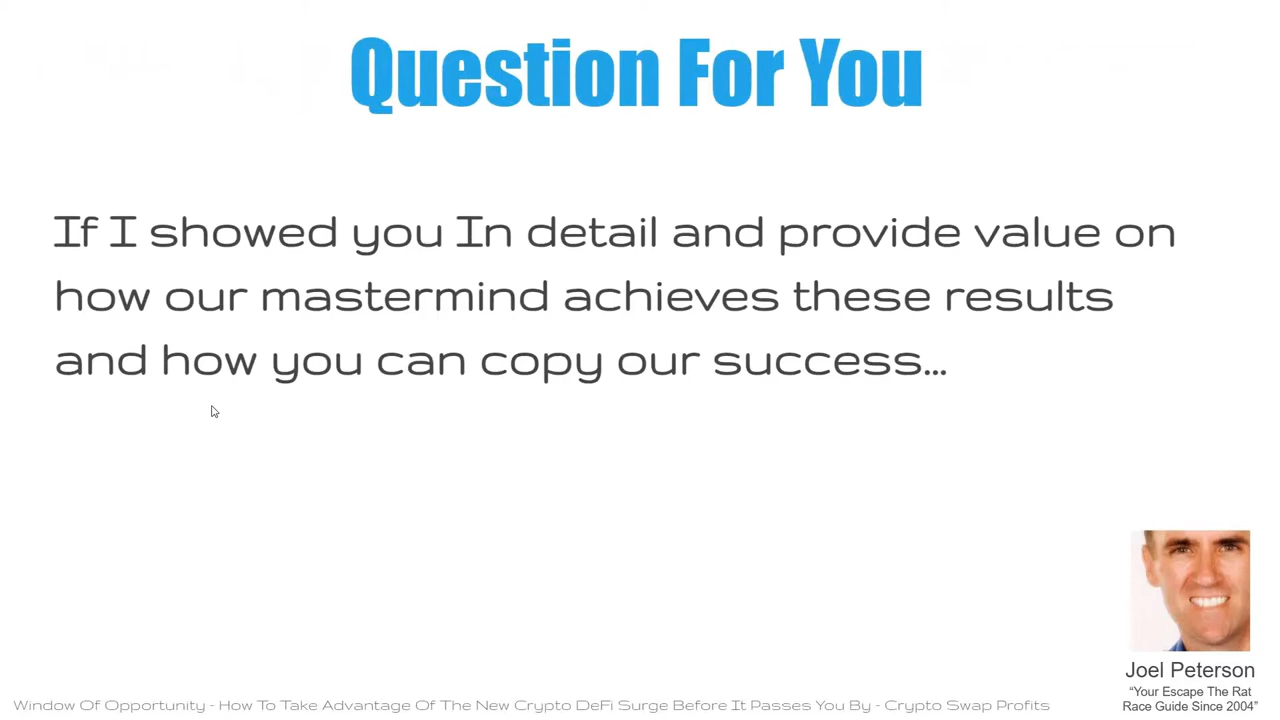 Question For You
If I showed you In detail and provide value on
how our mastermind achieves these results
and how you can copy our success...
Joel Peterson
“Your Escape The Rat
Race Guide Since 2004”
Window Of Opportunity - How To Take Advantage Of The New Crypto DeFi Surge Before It Passes You By - Crypto Swap Profits